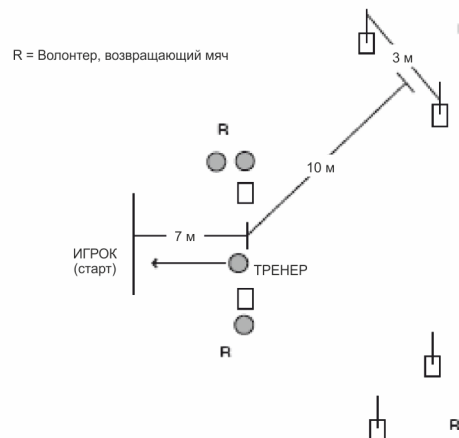 R = Волонтер, возвращающий мяч
3 м
R
10 м
7 м
ИГРОК
(старт)
ТРЕНЕР
R
R